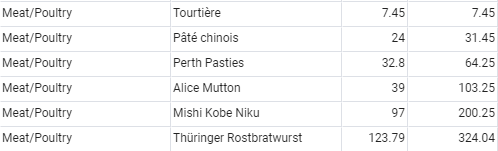 Meat/Poultry Tourtière 7.45 7.45
Meat/Poultry Pâté chinois 24 31.45
Meat/Poultry Perth Pasties 32.8 64.25
Meat/Poultry Alice Mutton 39 103.25
Meat/Poultry Mishi Kobe Niku 97 200.25
Meat/Poultry Thüringer Rostbratwurst 123.79 324.04